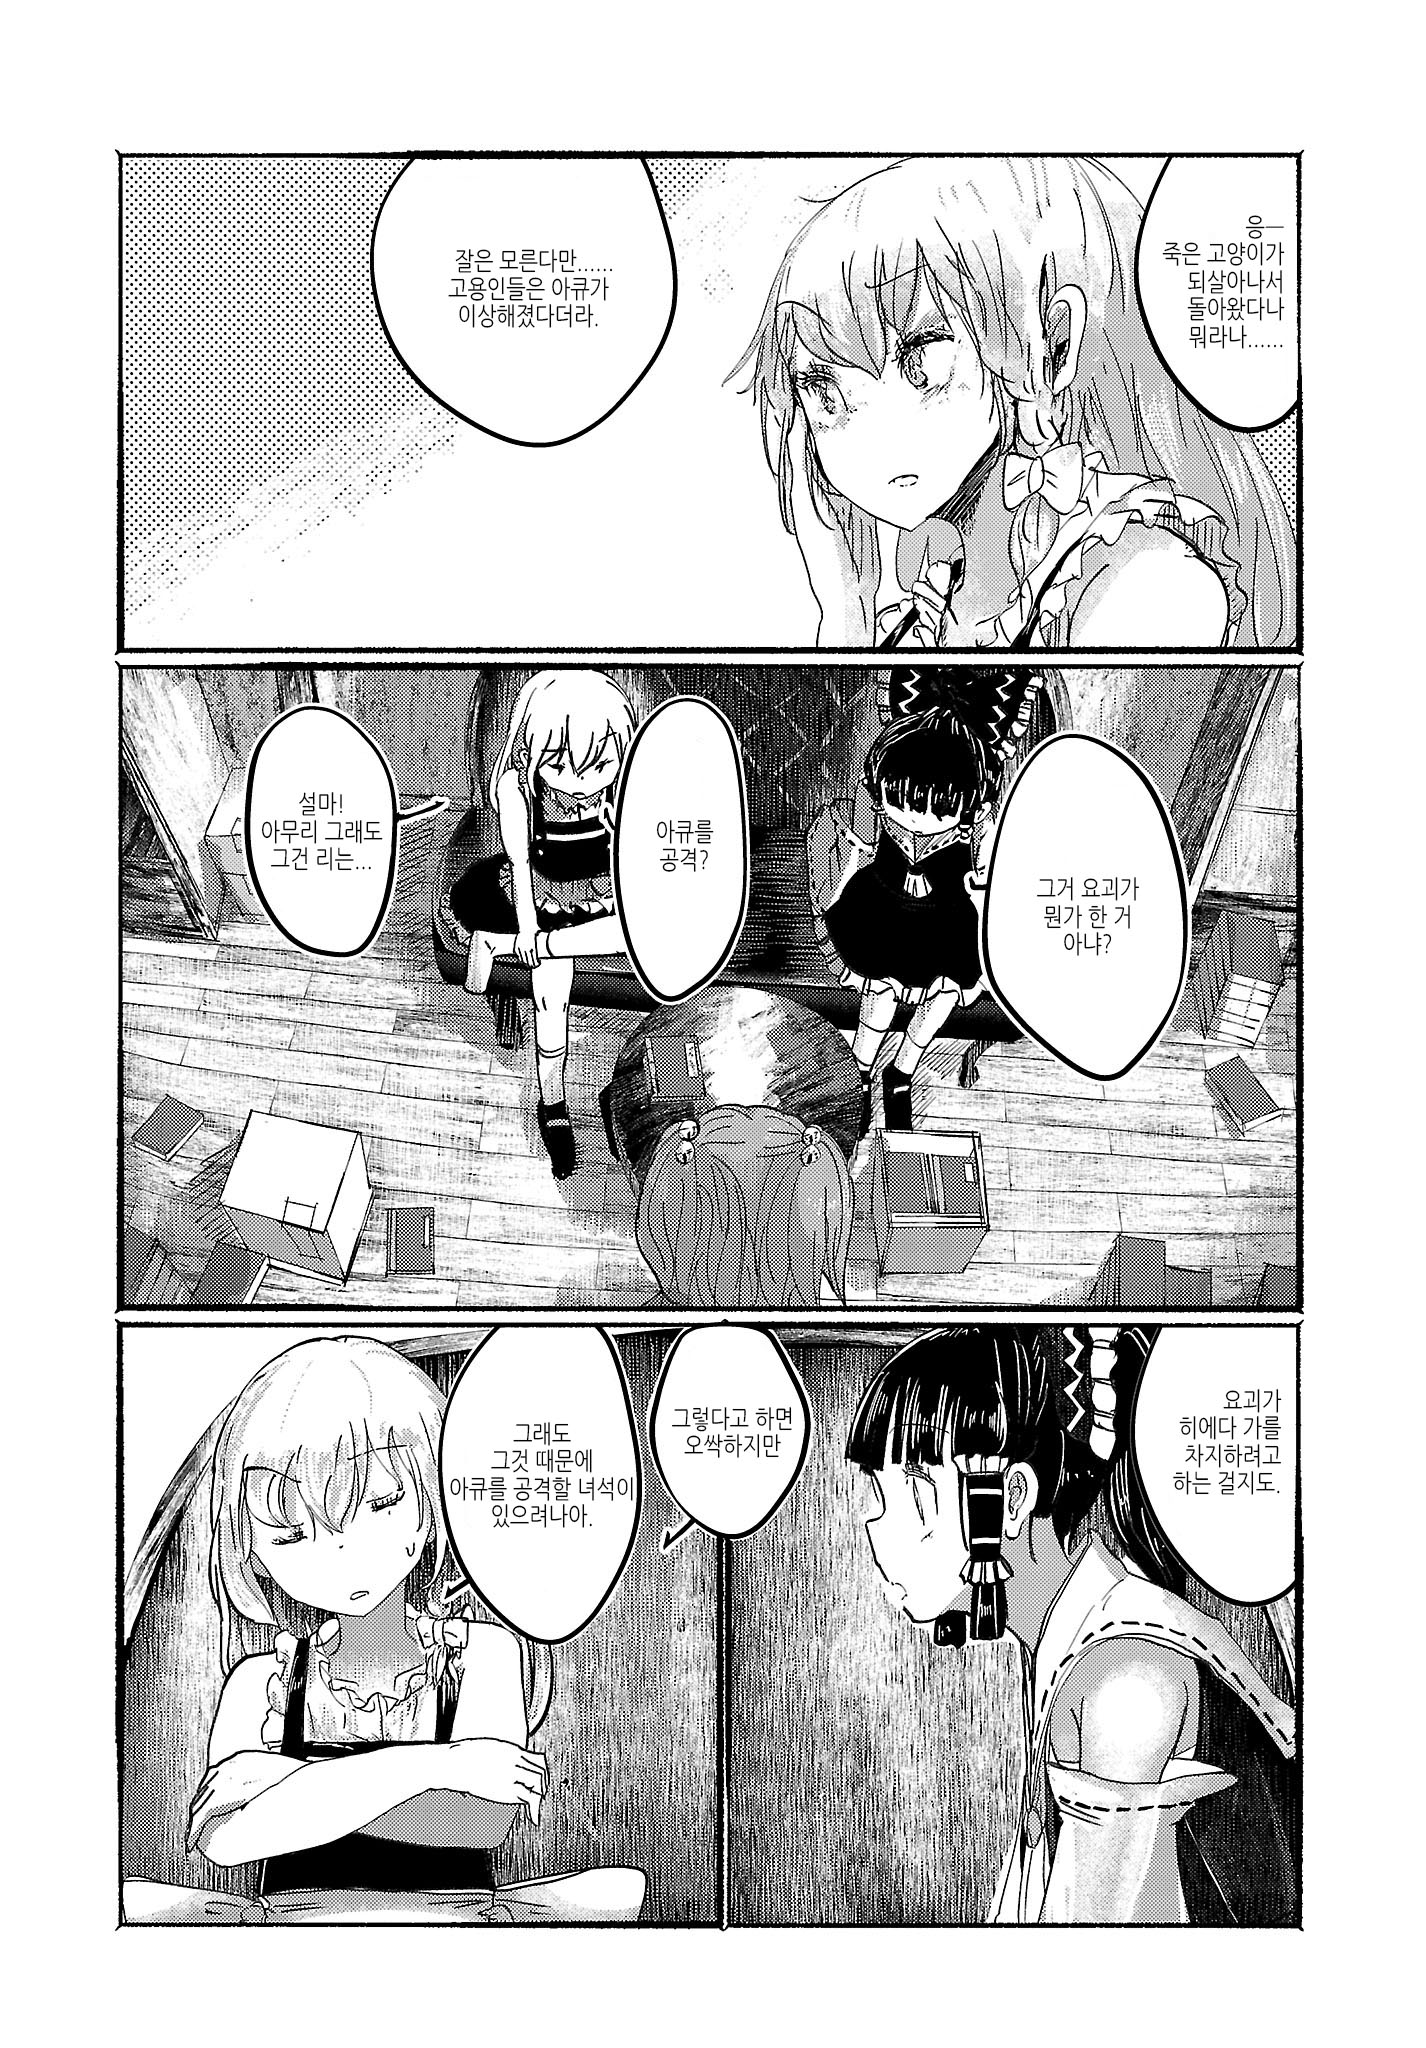 응—
죽은 고양이가
되살아나서
돌아왔다나
뭐라나……
잘은 모른다만……
고용인들은 아큐가
이상해졌다더라.
그거 요괴가
뭔가 한 거
아냐?
아큐를
공격?
설마!
아무리 그래도
그건 리는...
요괴가
히에다 가를
차지하려고
하는 걸지도.
그렇다고 하면
오싹하지만
그래도
그것 때문에
아큐를 공격할 녀석이
있으려나아.